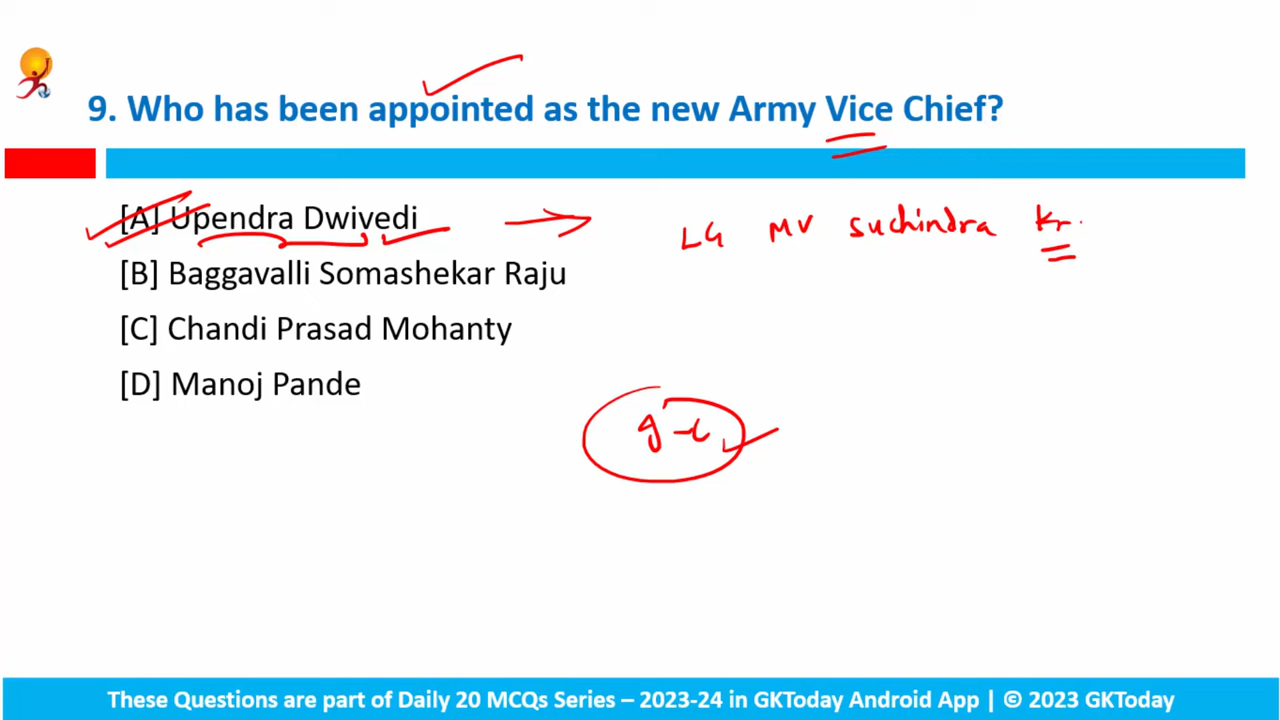 9. Who has been appointed as the new Army Vice Chief?
[A] Upendra Dwivedi
LG MV suchindra Kr.
[B] Baggavalli Somashekar Raju
[C] Chandi Prasad Mohanty
[D] Manoj Pande
These Questions are part of Daily 20 MCQs Series – 2023-24 in GKToday Android App | © 2023 GKToday